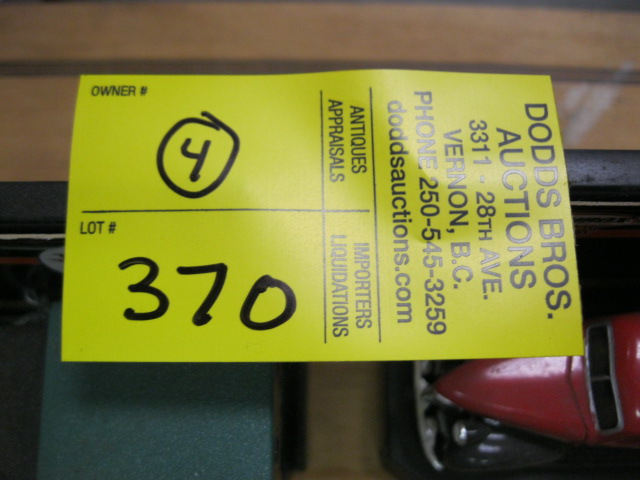 OWNER #
4
LOT #
370
ANTIQUES
APPRAISALS
IMPORTERS
LIQUIDATIONS
DODDS BROS.
AUCTIONS
3311 - 28TH AVE.
VERNON, B.C.
PHONE 250-545-3259
doddsauctions.com